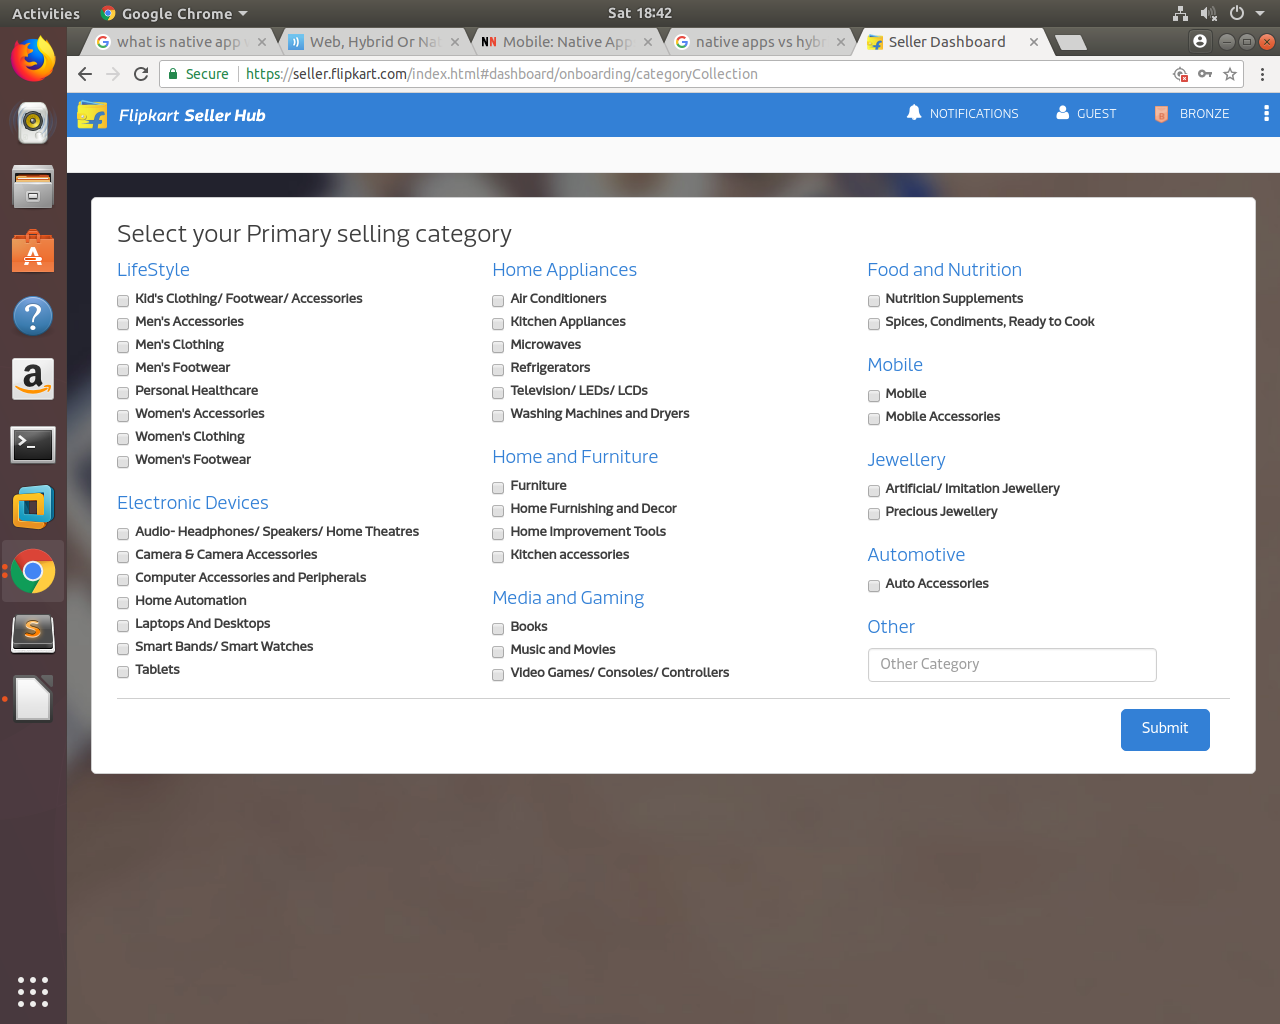 Activities
Google Chrome
Sat 18:42
what is native app
Web, Hybrid Or Na
Mobile: Native App
native apps vs hyb
Seller Dashboard
Secure
https://seller.flipkart.com/index.html#dashboard/onboarding/categoryCollection
Flipkart Seller Hub
NOTIFICATIONS
GUEST
BRONZE
Select your Primary selling category
LifeStyle
Kid's Clothing/ Footwear/ Accessories
Men's Accessories
Men's Clothing
Men's Footwear
Personal Healthcare
Women's Accessories
Women's Clothing
Women's Footwear
Electronic Devices
Audio- Headphones/ Speakers/ Home Theatres
Camera & Camera Accessories
Computer Accessories and Peripherals
Home Automation
Laptops And Desktops
Smart Bands/ Smart Watches
Tablets
Home Appliances
Air Conditioners
Kitchen Appliances
Microwaves
Refrigerators
Television/ LEDs/ LCDs
Washing Machines and Dryers
Home and Furniture
Furniture
Home Furnishing and Decor
Home Improvement Tools
Kitchen accessories
Media and Gaming
Books
Music and Movies
Video Games/ Consoles/ Controllers
Food and Nutrition
Nutrition Supplements
Spices, Condiments, Ready to Cook
Mobile
Mobile
Mobile Accessories
Jewellery
Artificial/ Imitation Jewellery
Precious Jewellery
Automotive
Auto Accessories
Other
Other Category
Submit